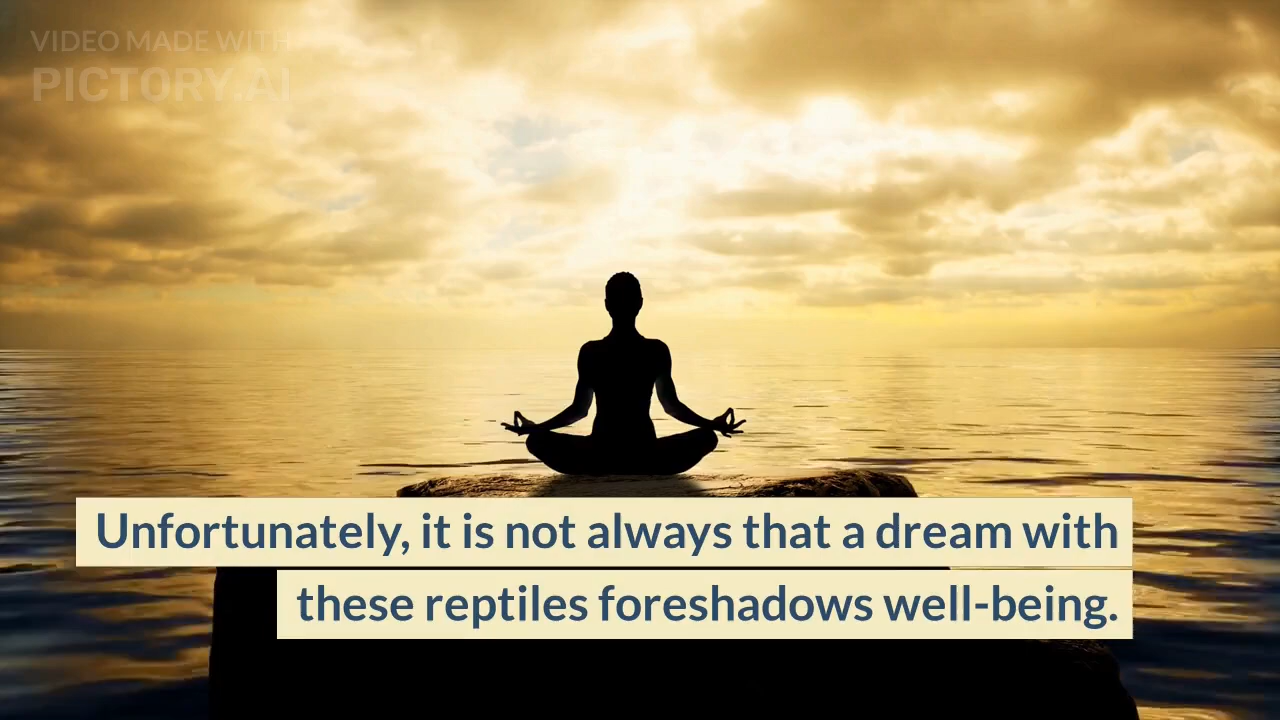 VIDEO MADE WITH
PICTORY.AI
Unfortunately, it is not always that a dream with
these reptiles foreshadows well-being.